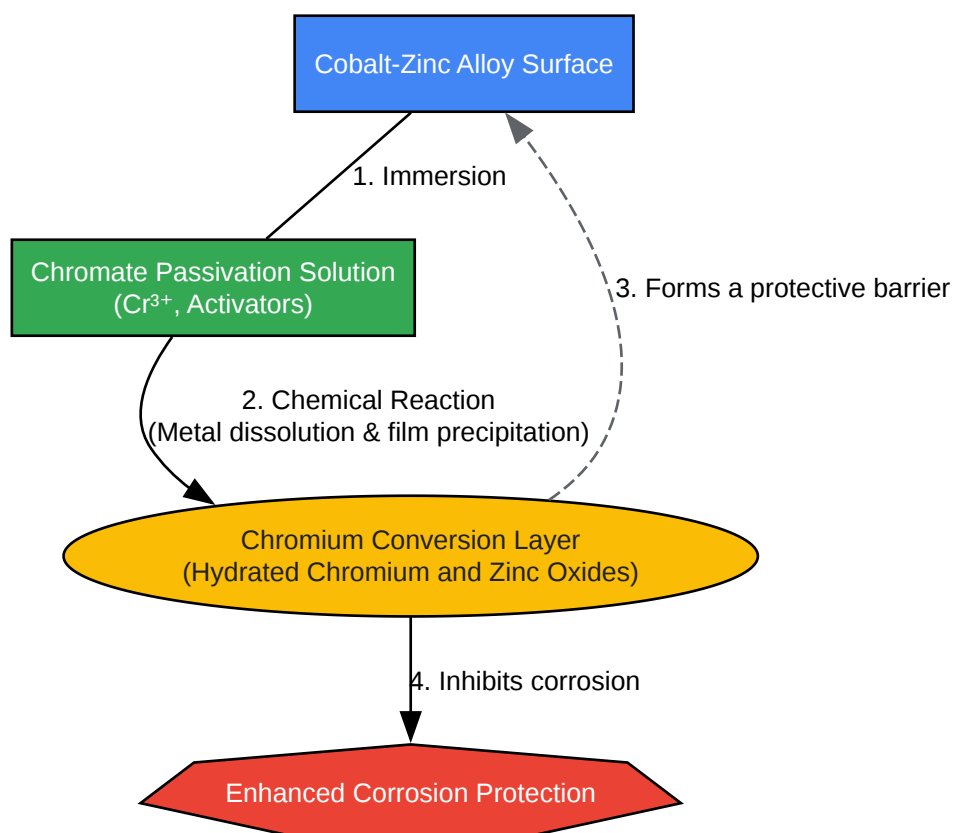 Cobalt-Zinc Alloy Surface
1. Immersion
Chromate Passivation Solution
(Cr³⁺, Activators)
3. Forms a protective barrier
2. Chemical Reaction
(Metal dissolution & film precipitation)
Chromium Conversion Layer
(Hydrated Chromium and Zinc Oxides)
4. Inhibits corrosion
Enhanced Corrosion Protection